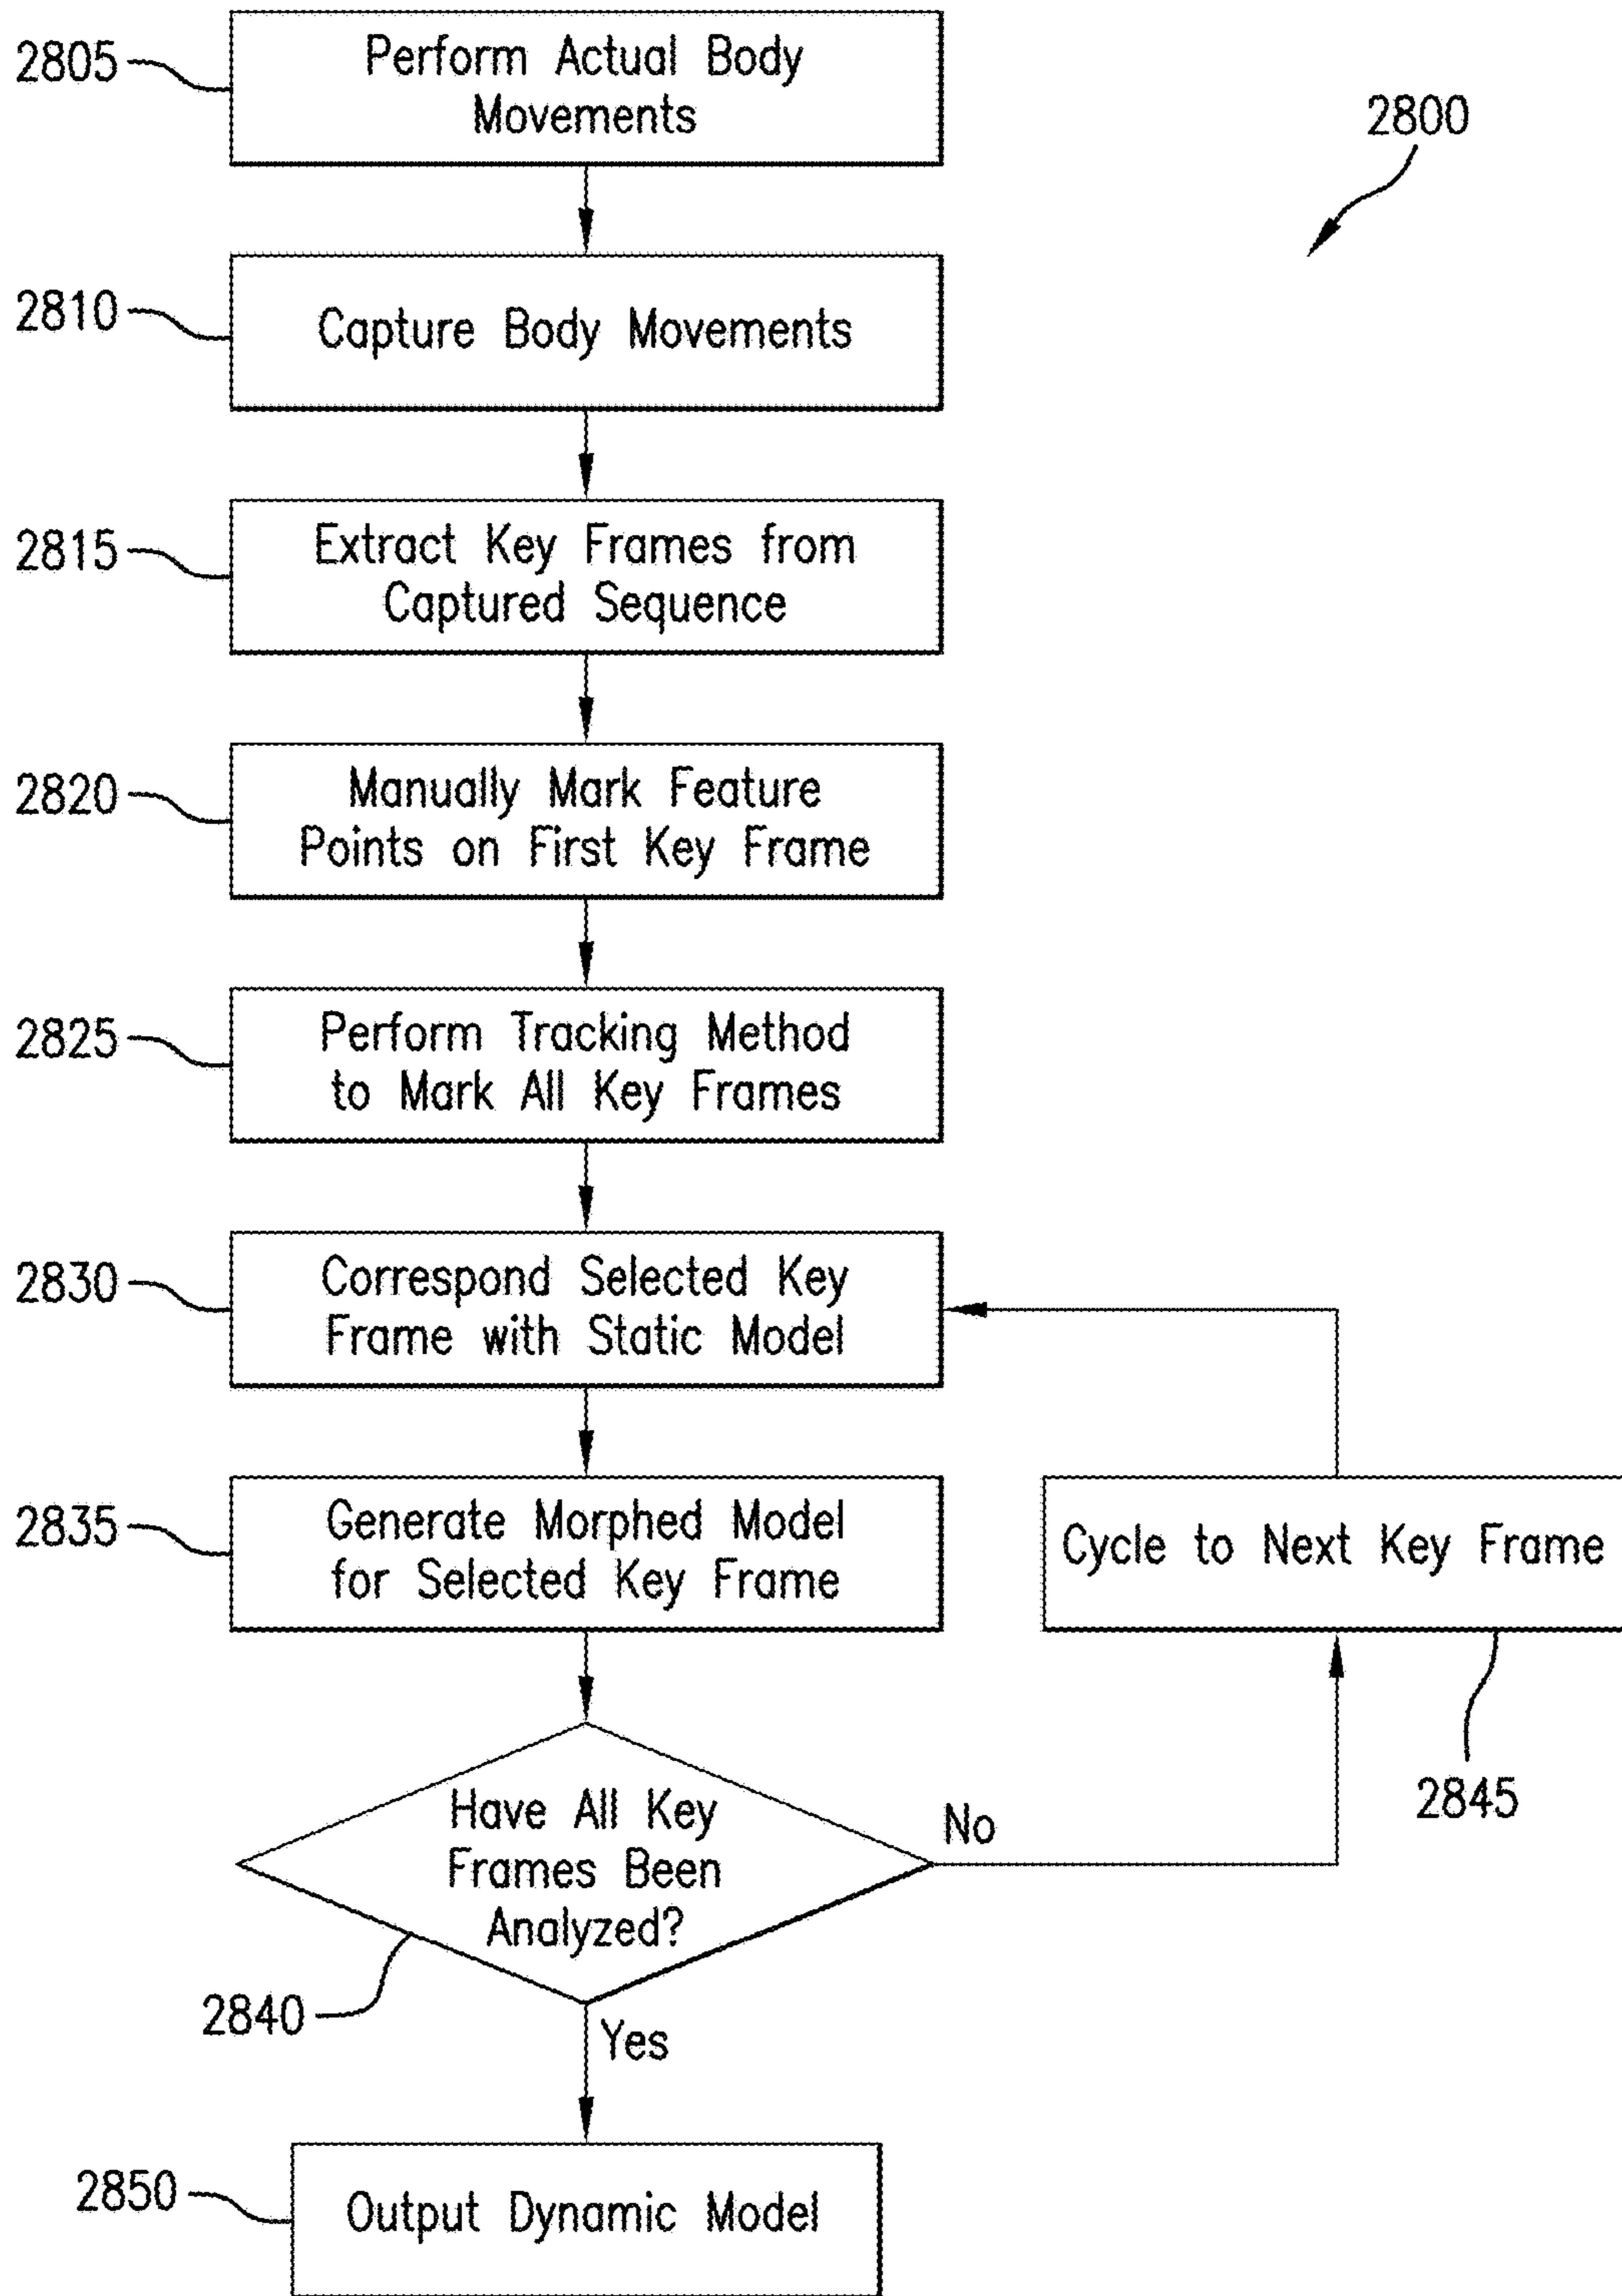 2805
Perform Actual Body
Movements
2800
2810
Capture Body Movements
2815
Extract Key Frames from
Captured Sequence
2820
Manually Mark Feature
Points on First Key Frame
2825
Perform Tracking Method
to Mark All Key Frames
2830
Correspond Selected Key
Frame with Static Model
2835
Generate Morphed Model
for Selected Key Frame
Cycle to Next Key Frame
2845
Have All Key
Frames Been
Analyzed?
No
2840
Yes
2850
Output Dynamic Model